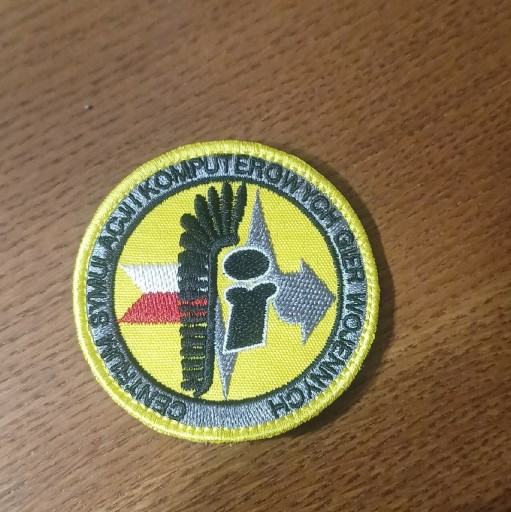 CENTRUM SYMULACJI I KOMPUTEROWYCH GIER WOJENNYCH
i